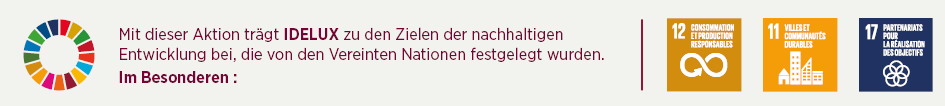 Mit dieser Aktion trägt IDELUX zu den Zielen der nachhaltigen
Entwicklung bei, die von den Vereinten Nationen festgelegt wurden.
Im Besonderen :
12 CONSOMMATION
ET PRODUCTION
RESPONSABLES
11 VILLES ET
COMMUNAUTÉS
DURABLES
17 PARTENARIATS
POUR
LA RÉALISATION
DES OBJECTIFS